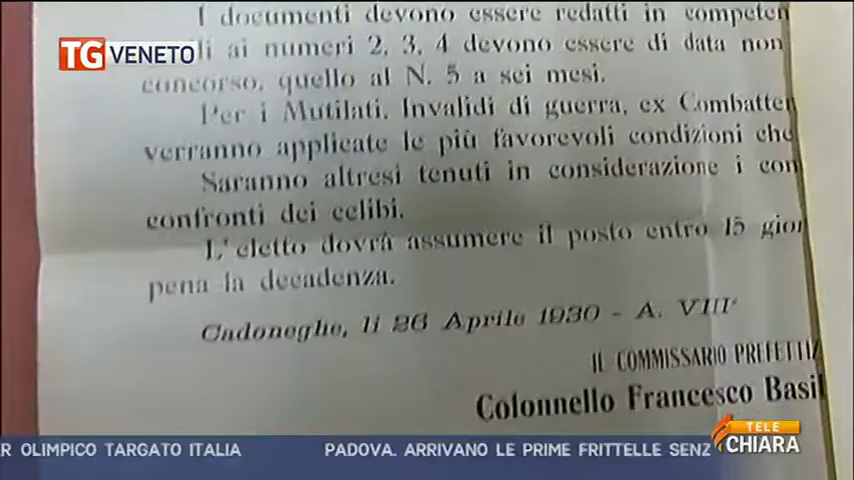 I documenti devono essere redatti in competen
TG VENETO
li ai numeri 2, 3, 4 devono essere di data non
concorso, quello al N. 5 a sei mesi.
Per i Mutilati, Invalidi di guerra, ex Combatten
verranno applicate le più favorevoli condizioni che
Saranno altresì tenuti in considerazione i con
confronti dei celibi.
L'eletto dovrà assumere il posto entro 15 gior
pena la decadenza.
Cadoneghe, li 26 Aprile 1930 - A. VIII°
IL COMMISSARIO PREFETTIZ
Colonnello Francesco Basil
TELE
CHIARA
ER OLIMPICO TARGATO ITALIA PADOVA. ARRIVANO LE PRIME FRITTELLE SENZ